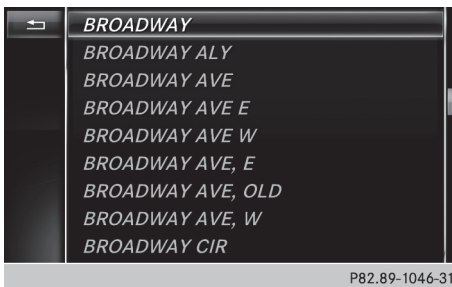 BROADWAY
BROADWAY ALY
BROADWAY AVE
BROADWAY AVE E
BROADWAY AVE W
BROADWAY AVE, E
BROADWAY AVE, OLD
BROADWAY AVE, W
BROADWAY CIR
P82.89-1046-31